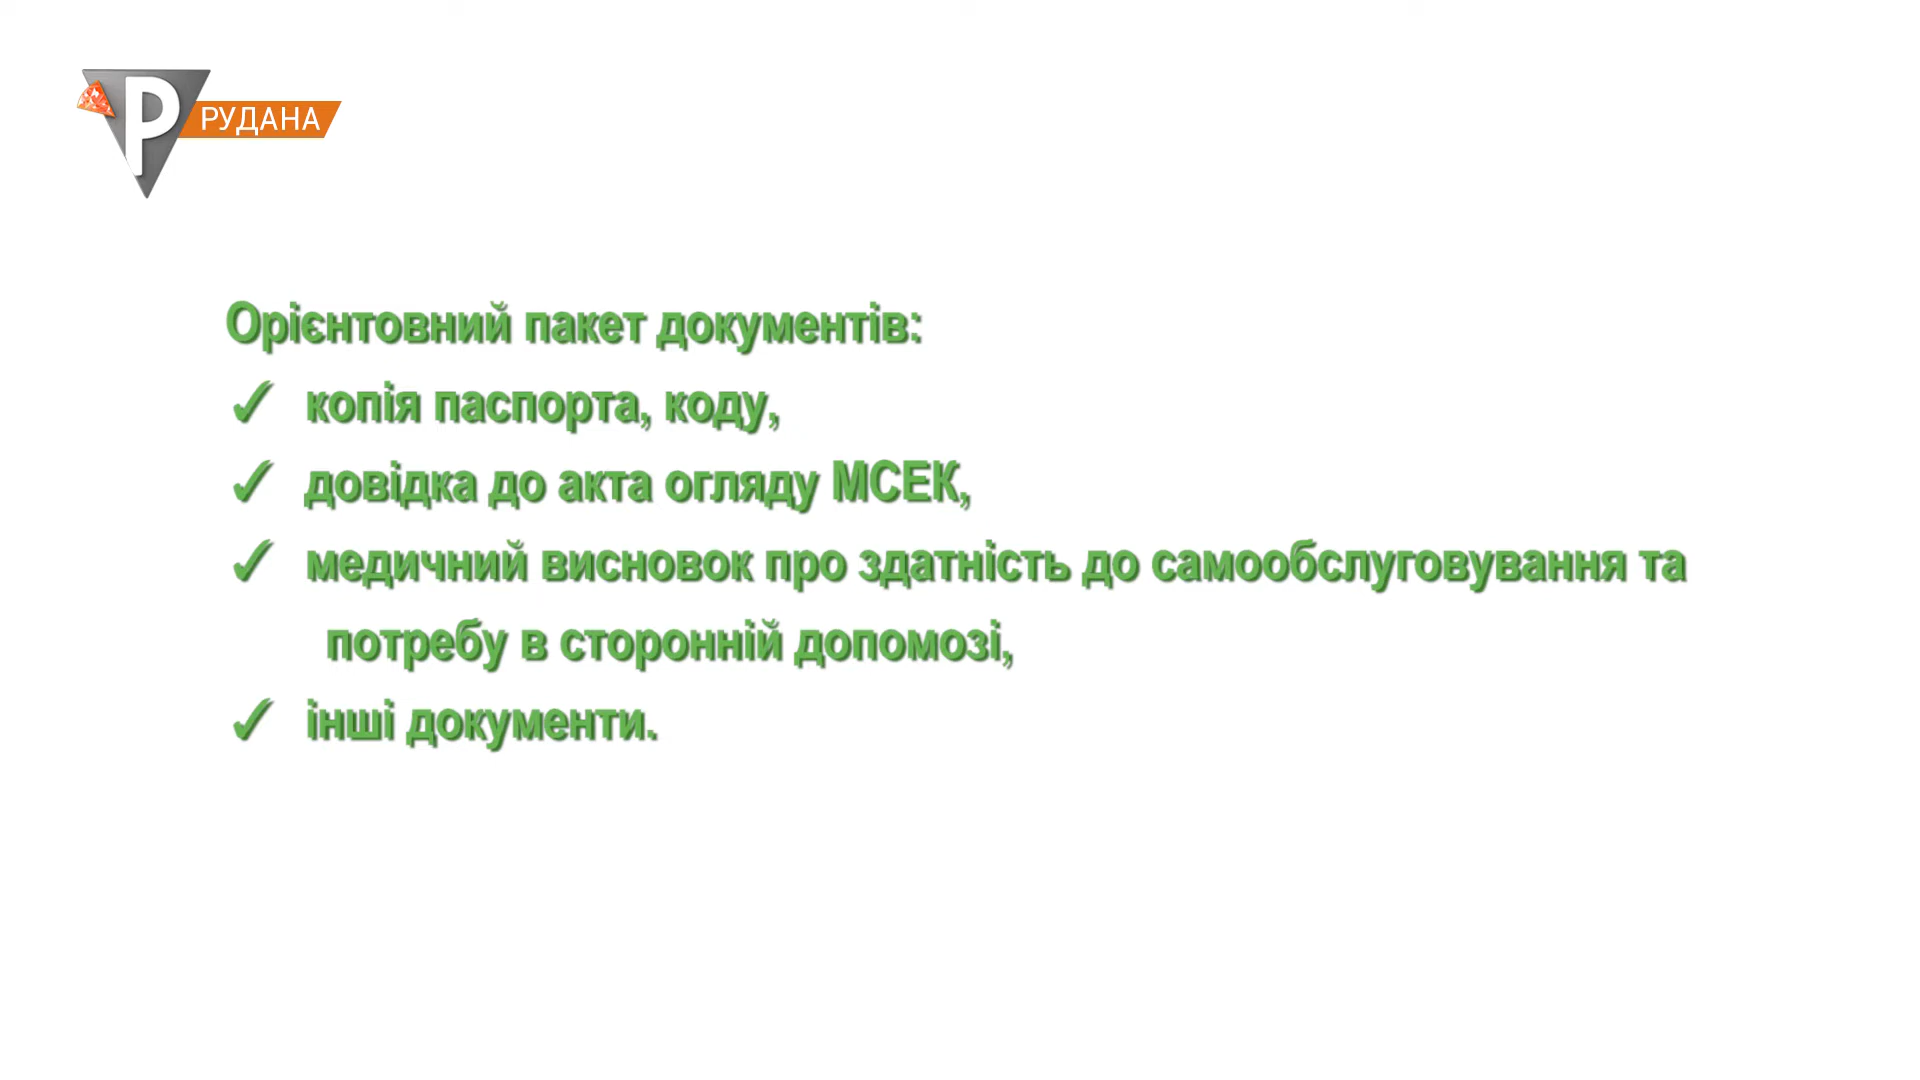 Р РУДАНА
Орієнтовний пакет документів:
✓ копія паспорта, коду,
✓ довідка до акта огляду МСЕК,
✓ медичний висновок про здатність до самообслуговування та
потребу в сторонній допомозі,
✓ інші документи.